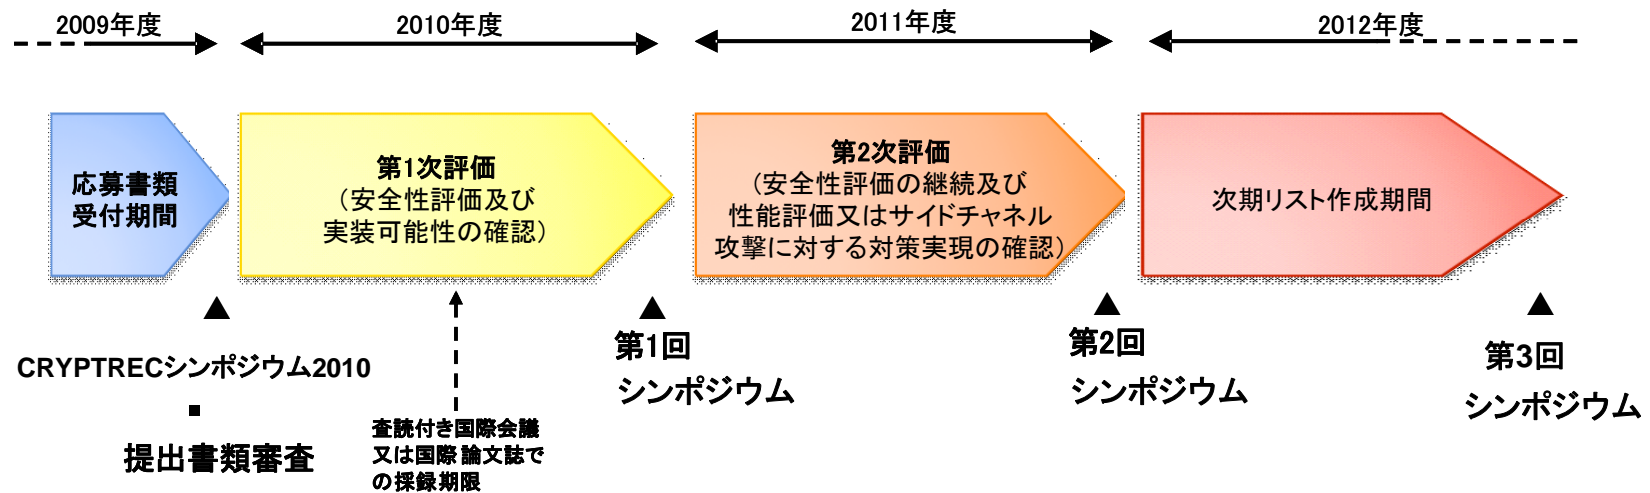 2009年度
2010年度
2011年度
2012年度
応募書類
受付期間
第1次評価
（安全性評価及び
実装可能性の確認）
第2次評価
（安全性評価の継続及び
性能評価又はサイドチャネル
攻撃に対する対策実現の確認）
次期リスト作成期間
▲
▲
▲
▲
CRYPTRECシンポジウム2010
▪
提出書類審査
査読付き国際会議
又は国際論文誌で
の採録期限
第1回
シンポジウム
第2回
シンポジウム
第3回
シンポジウム